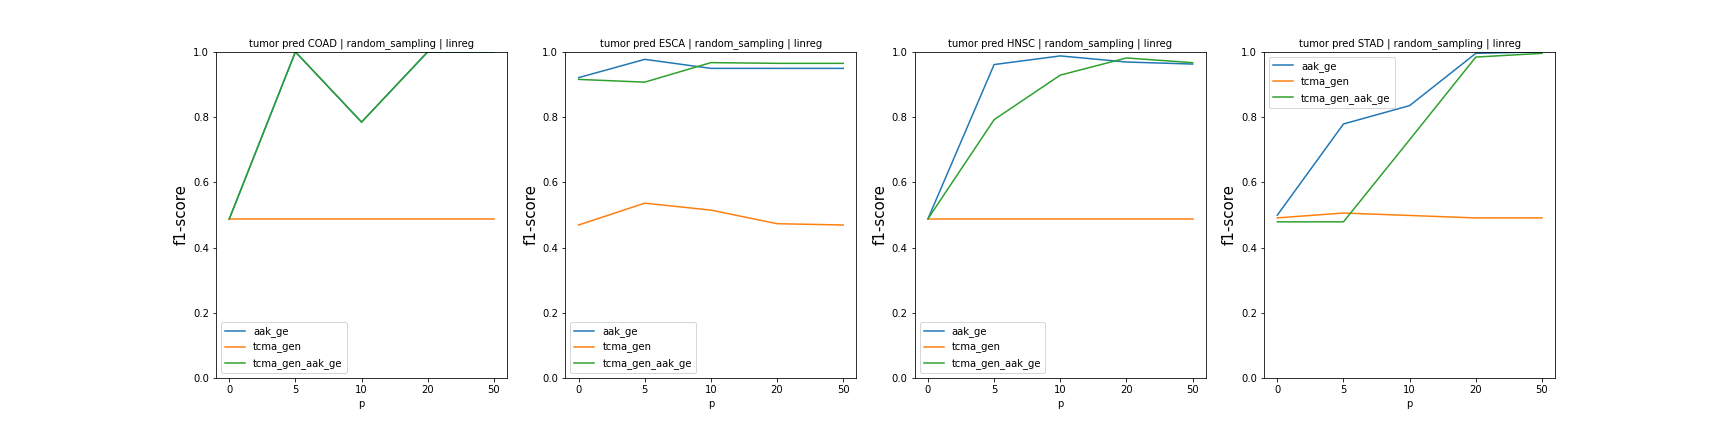 tumor pred COAD | random_sampling | linreg
1.0
0.8
0.6
0.4
0.2
0.0
f1-score
aak_ge
tcma_gen
tcma_gen_aak_ge
0 5 10 20 50
p
tumor pred ESCA | random_sampling | linreg
1.0
0.8
0.6
0.4
0.2
0.0
f1-score
aak_ge
tcma_gen
tcma_gen_aak_ge
0 5 10 20 50
p
tumor pred HNSC | random_sampling | linreg
1.0
0.8
0.6
0.4
0.2
0.0
f1-score
aak_ge
tcma_gen
tcma_gen_aak_ge
0 5 10 20 50
p
tumor pred STAD | random_sampling | linreg
aak_ge
tcma_gen
tcma_gen_aak_ge
1.0
0.8
0.6
0.4
0.2
0.0
f1-score
0 5 10 20 50
p